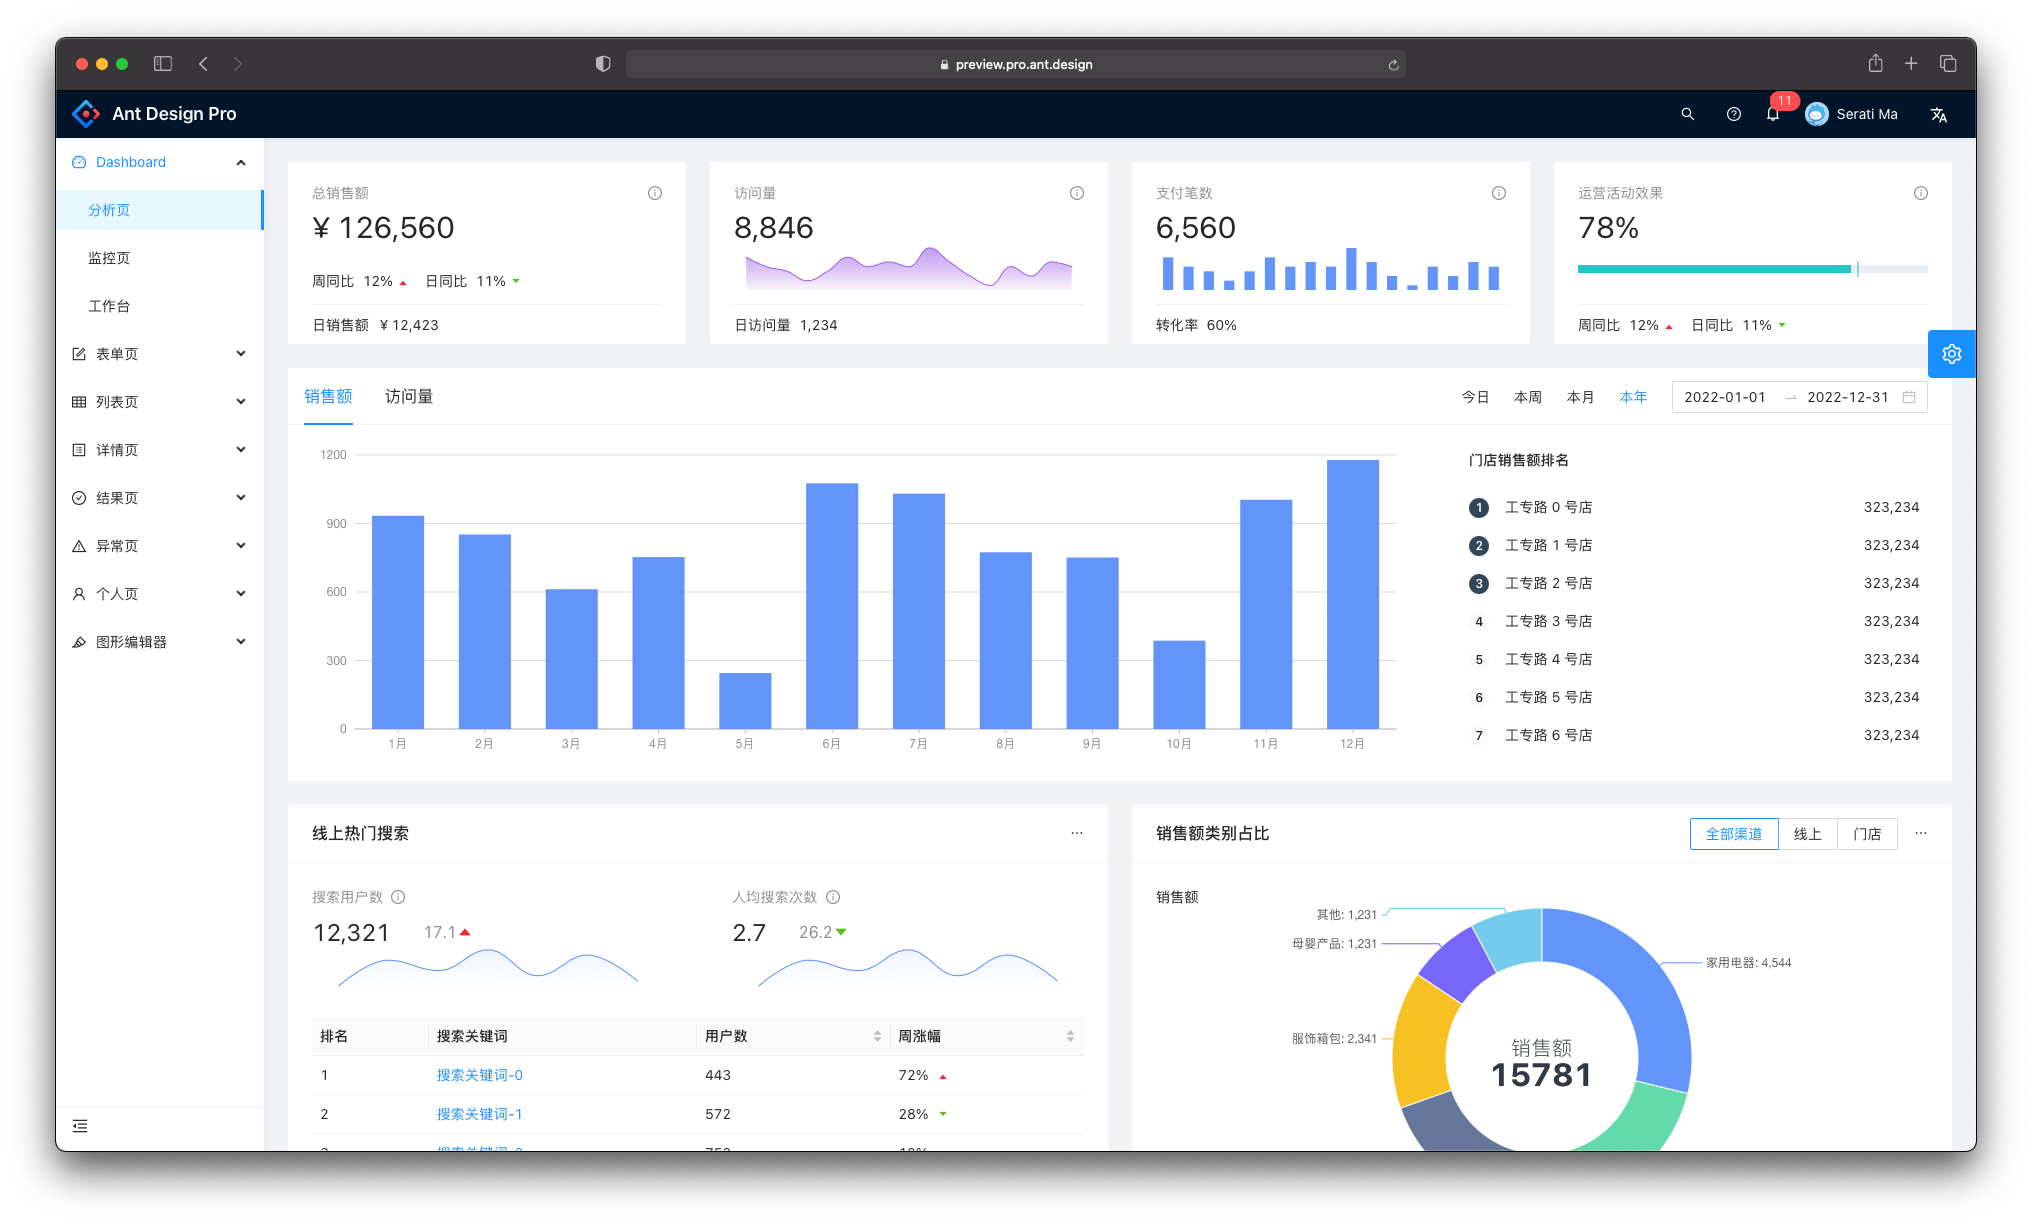 preview.pro.ant.design
Ant Design Pro
11
Serati Ma
Dashboard
分析页
监控页
工作台
表单页
列表页
详情页
结果页
异常页
个人页
图形编辑器
总销售额
¥ 126,560
周同比 12% 日同比 11%
日销售额 ¥ 12,423
访问量
8,846
日访问量 1,234
支付笔数
6,560
转化率 60%
运营活动效果
78%
周同比 12% 日同比 11%
销售额 访问量
今日 本周 本月 本年 2022-01-01 2022-12-31
1200
900
600
300
0
1月 2月 3月 4月 5月 6月 7月 8月 9月 10月 11月 12月
门店销售额排名
1 工专路 0 号店 323,234
2 工专路 1 号店 323,234
3 工专路 2 号店 323,234
4 工专路 3 号店 323,234
5 工专路 4 号店 323,234
6 工专路 5 号店 323,234
7 工专路 6 号店 323,234
线上热门搜索
搜索用户数
12,321 17.1
人均搜索次数
2.7 26.2
排名 搜索关键词 用户数 周涨幅
1 搜索关键词-0 443 72%
2 搜索关键词-1 572 28%
销售额类别占比
全部渠道 线上 门店
销售额
其他: 1,231
母婴产品: 1,231
家用电器: 4,544
服饰箱包: 2,341
销售额
15781